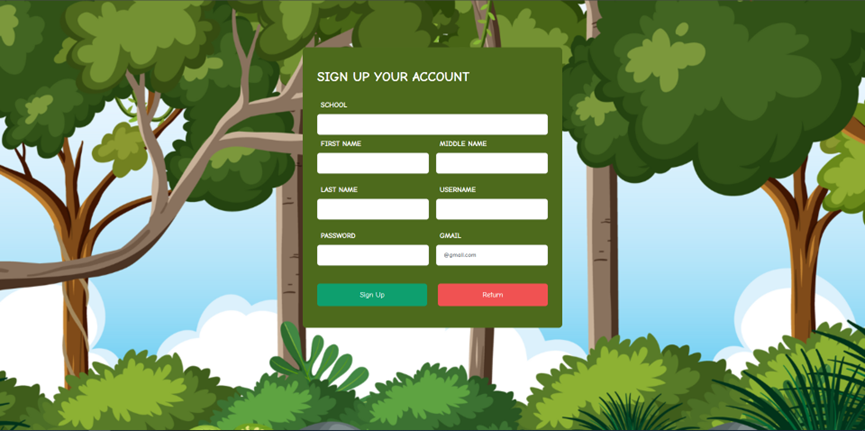 SIGN UP YOUR ACCOUNT
SCHOOL
FIRST NAME MIDDLE NAME
LAST NAME USERNAME
PASSWORD GMAIL
@gmail.com
Sign Up Return